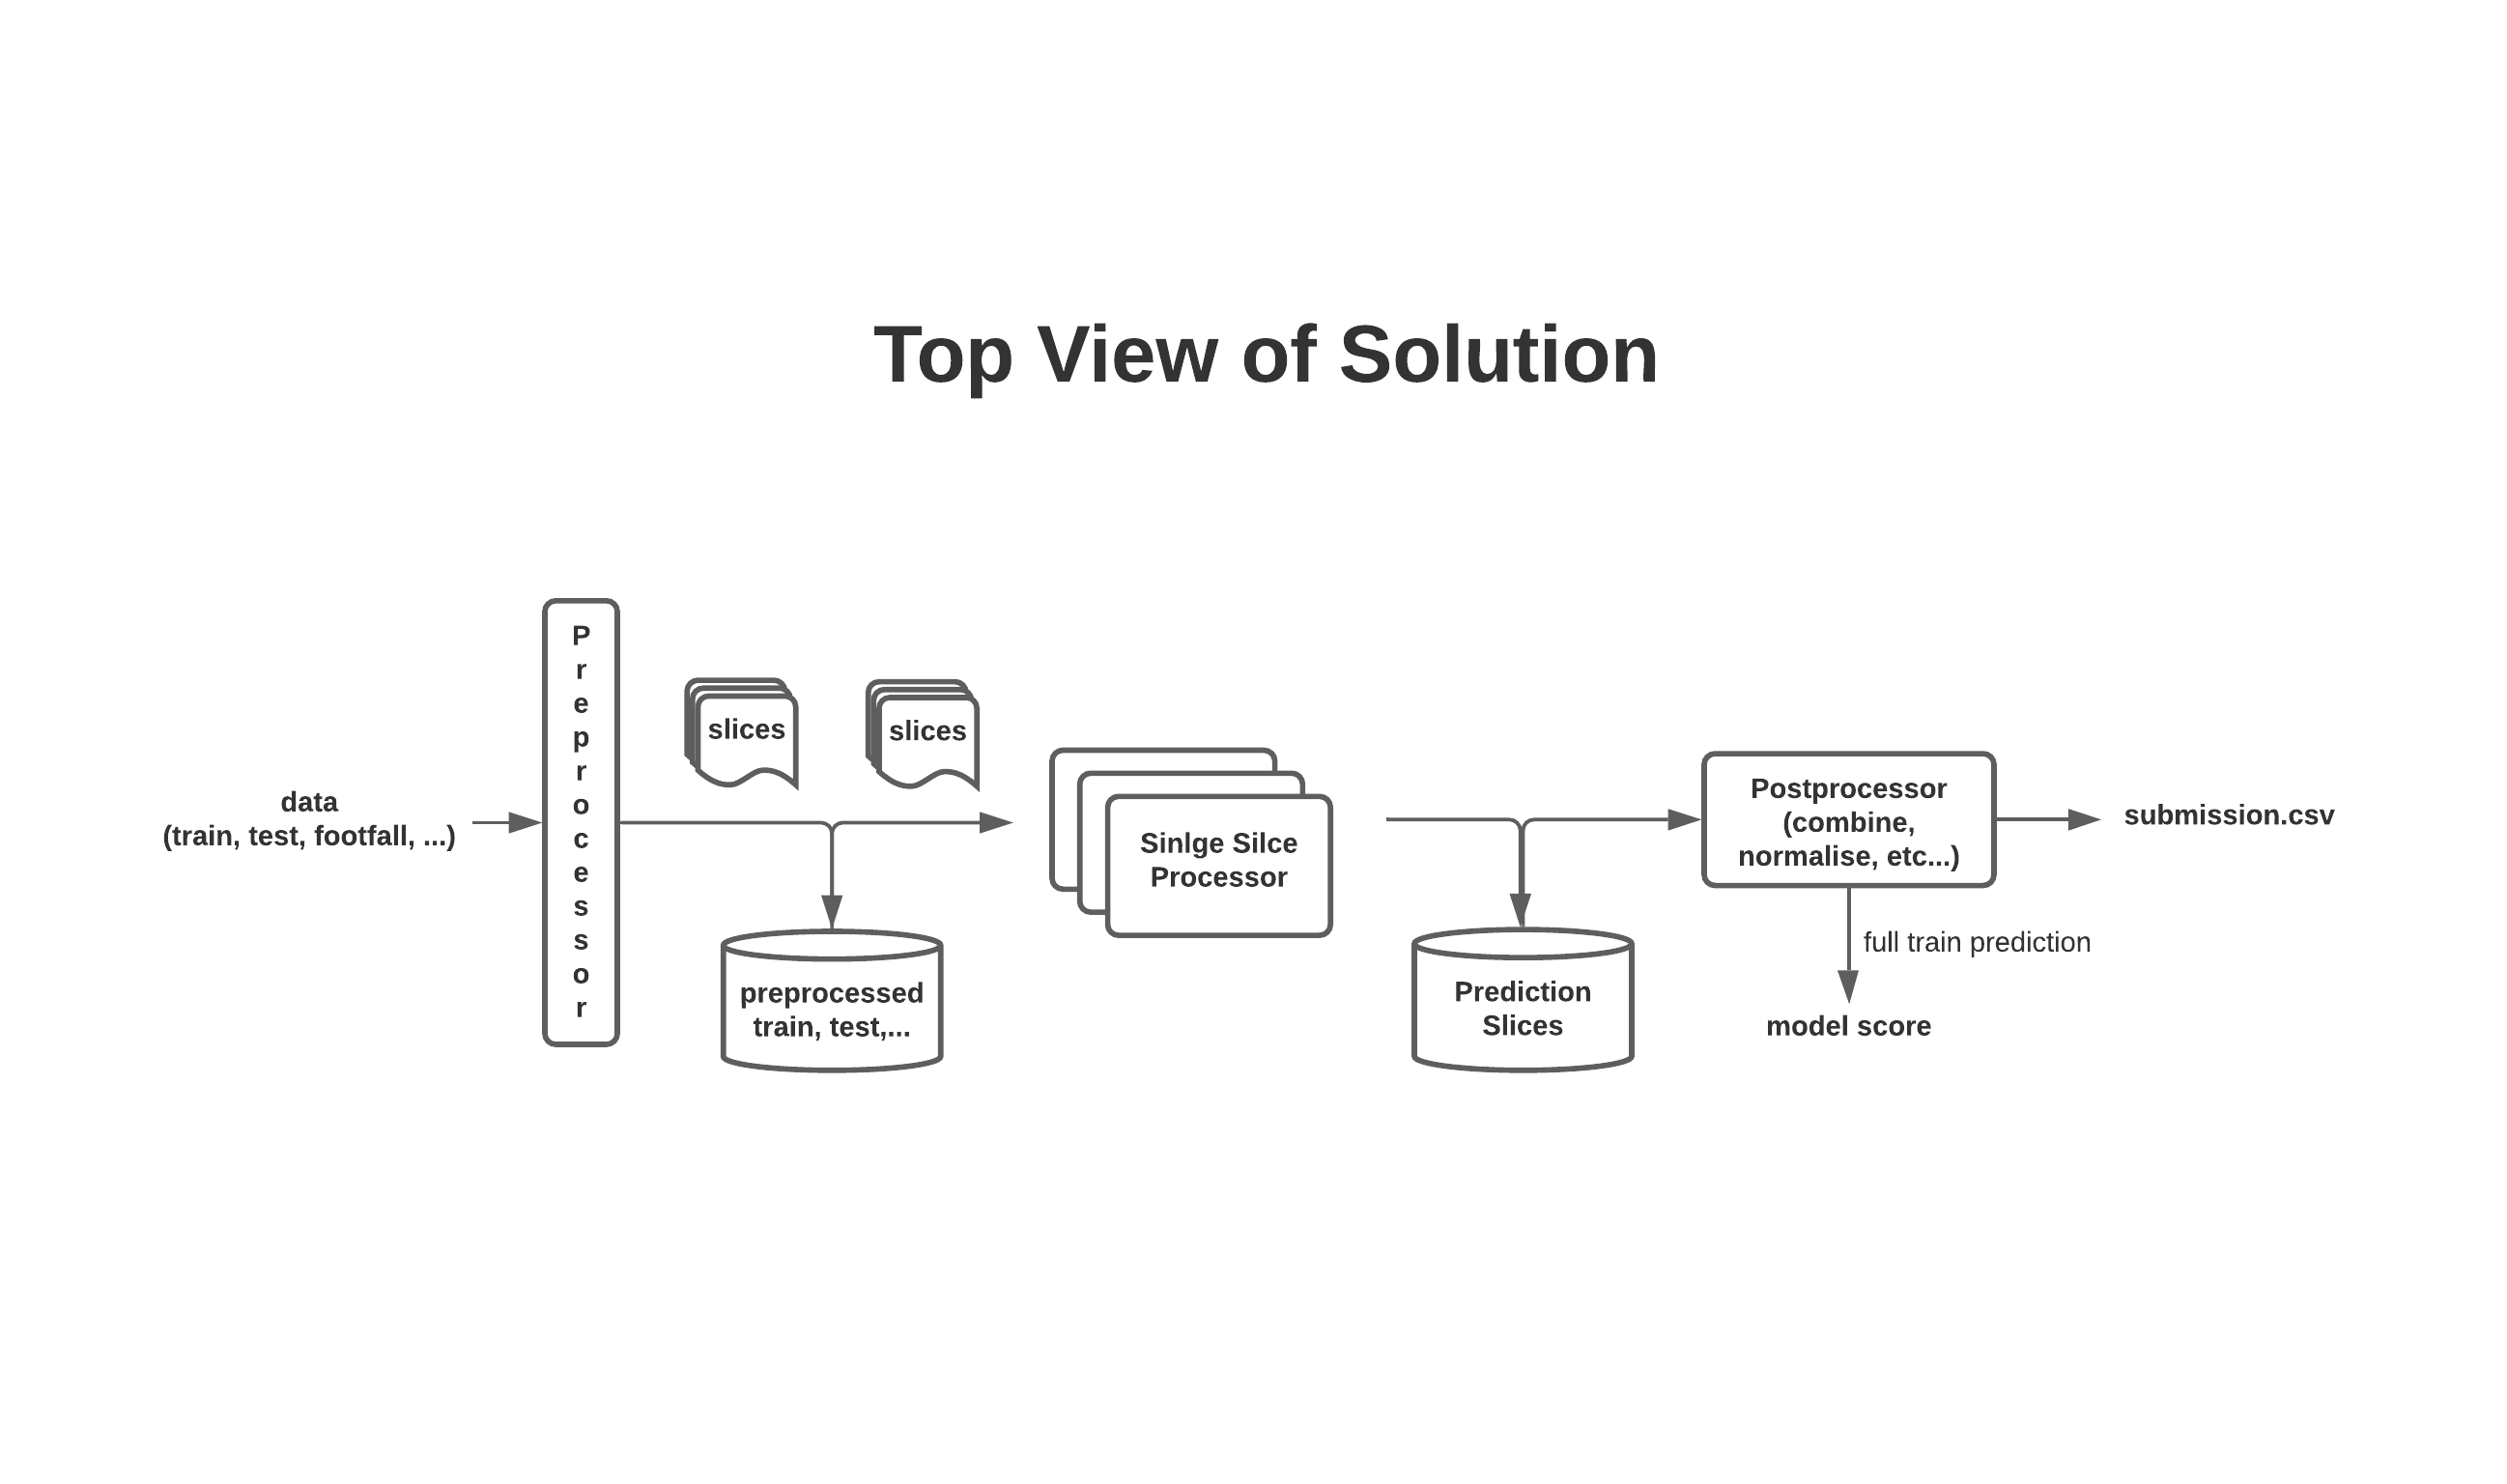 Top View of Solution
data
(train, test, footfall, ...)
Preprocessor
slices
slices
preprocessed
train, test,...
Sinlge Silce
Processor
Prediction
Slices
Postprocessor
(combine,
normalise, etc...)
full train prediction
model score
submission.csv